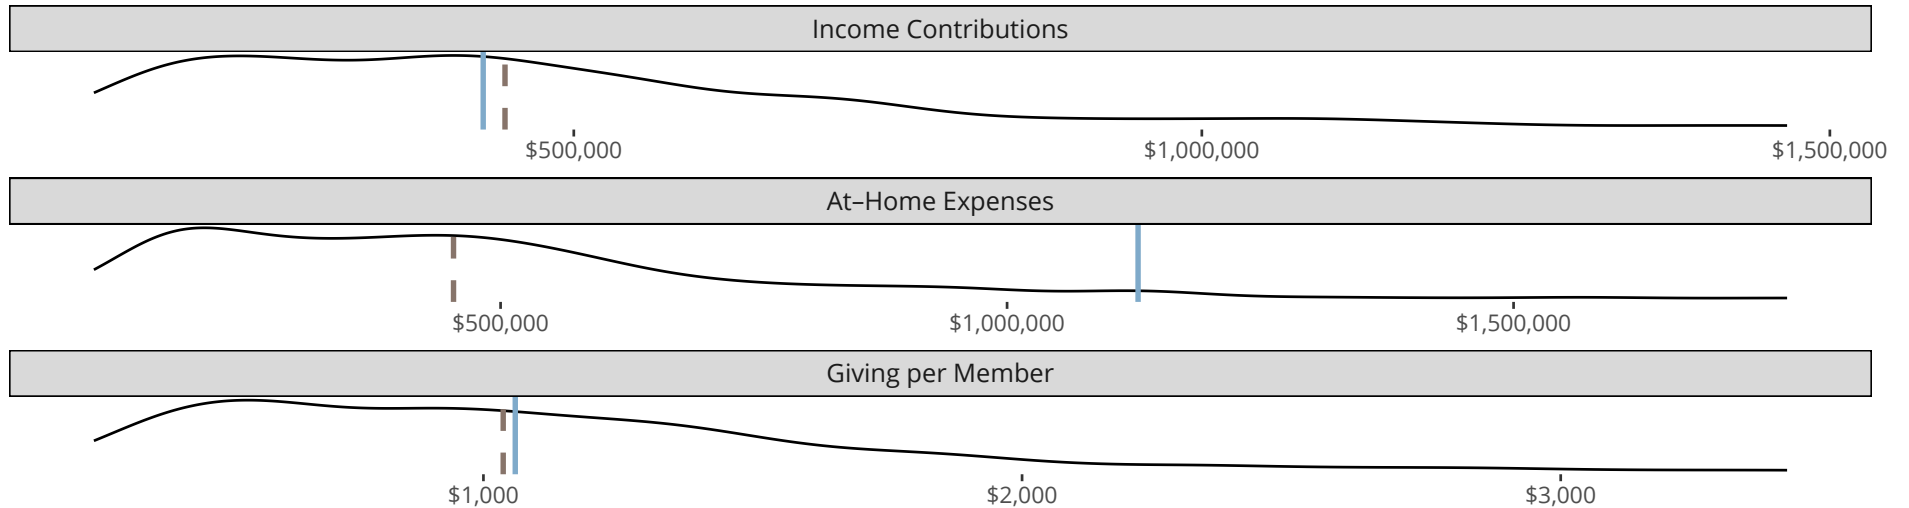 Income Contributions
$500,000 $1,000,000 $1,500,000
At–Home Expenses
$500,000 $1,000,000 $1,500,000
Giving per Member
$1,000 $2,000 $3,000